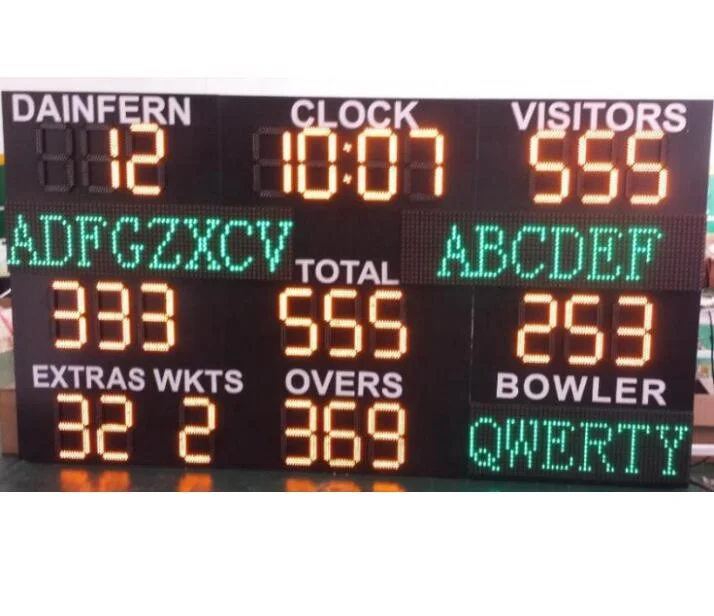 DAINFERN CLOCK VISITORS
12 10:07 555
ADFGZXCV ABCDEF
TOTAL
333 555 253
EXTRAS WKTS OVERS BOWLER
32 2 369 QWERTY